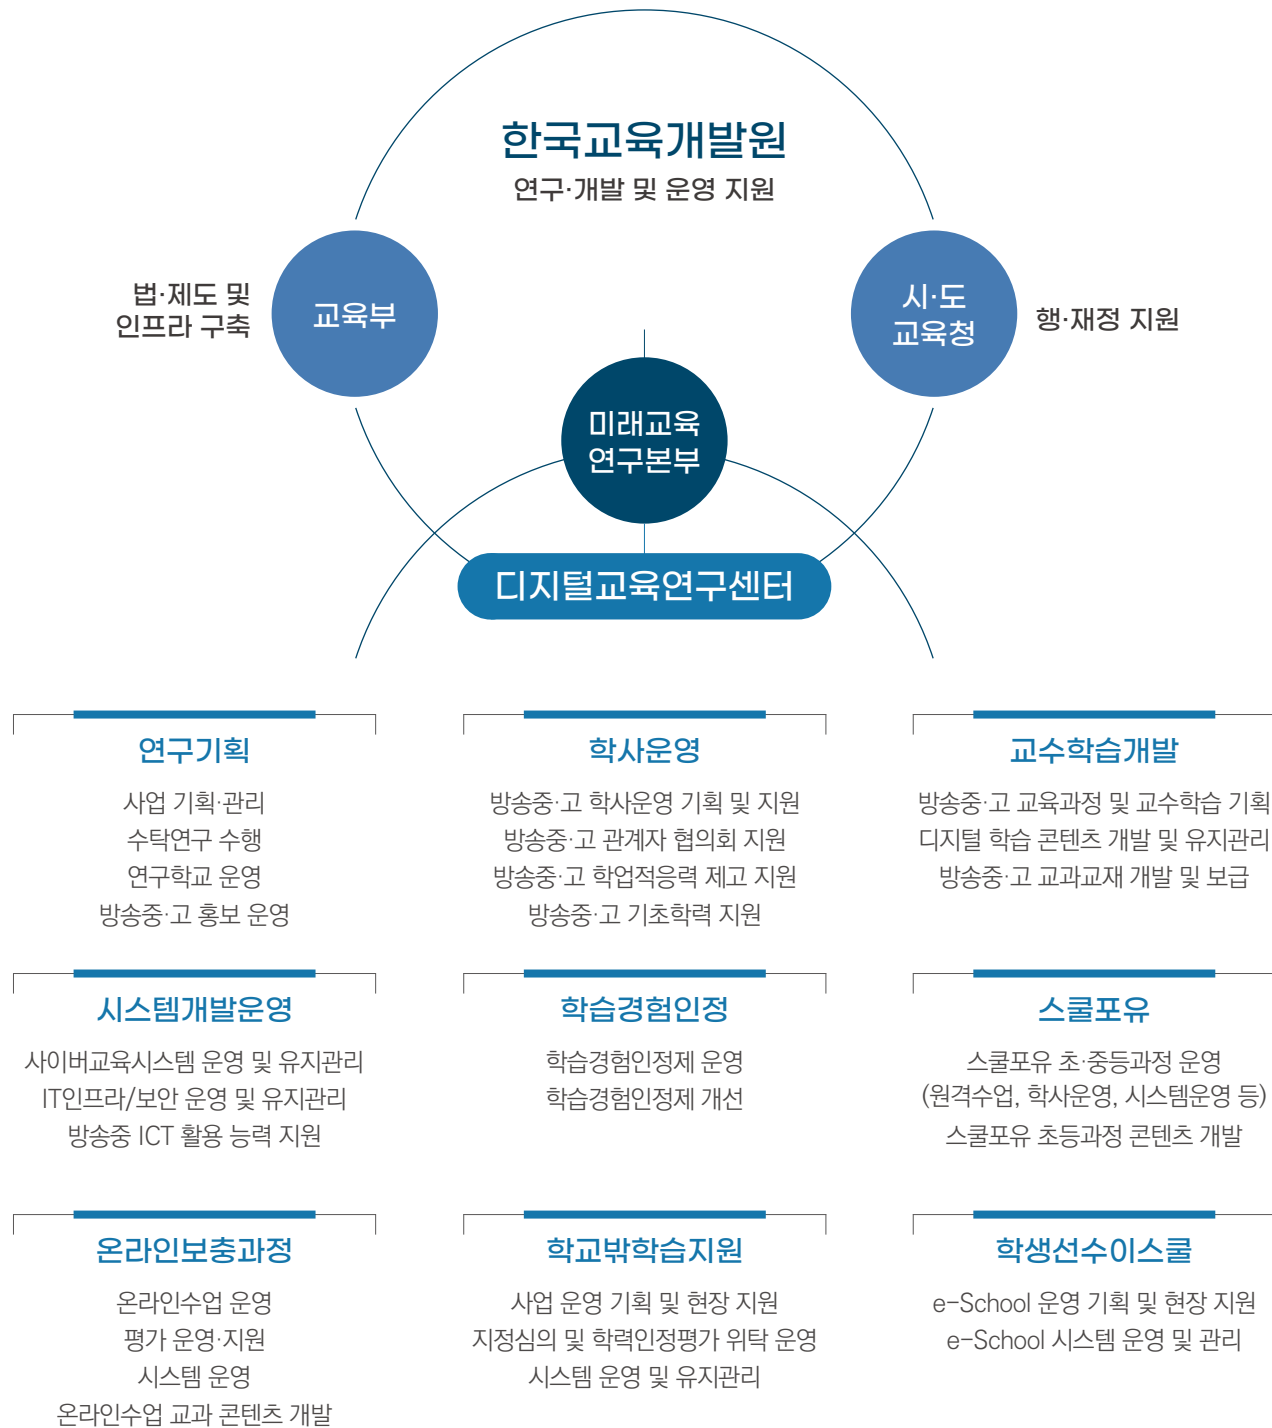 한국교육개발원
연구·개발 및 운영 지원
법·제도 및
인프라 구축
교육부
시·도
교육청
행·재정 지원
미래교육
연구본부
디지털교육연구센터
연구기획
사업 기획·관리
수탁연구 수행
연구학교 운영
방송중·고 홍보 운영
학사운영
방송중·고 학사운영 기획 및 지원
방송중·고 관계자 협의회 지원
방송중·고 학업적응력 제고 지원
방송중·고 기초학력 지원
교수학습개발
방송중·고 교육과정 및 교수학습 기획
디지털 학습 콘텐츠 개발 및 유지관리
방송중·고 교과교재 개발 및 보급
시스템개발운영
사이버교육시스템 운영 및 유지관리
IT인프라/보안 운영 및 유지관리
방송중 ICT 활용 능력 지원
학습경험인정
학습경험인정제 운영
학습경험인정제 개선
스쿨포유
스쿨포유 초·중등과정 운영
(원격수업, 학사운영, 시스템운영 등)
스쿨포유 초등과정 콘텐츠 개발
온라인보충과정
온라인수업 운영
평가 운영·지원
시스템 운영
온라인수업 교과 콘텐츠 개발
학교밖학습지원
사업 운영 기획 및 현장 지원
지정심의 및 학력인정평가 위탁 운영
시스템 운영 및 유지관리
학생선수이스쿨
e-School 운영 기획 및 현장 지원
e-School 시스템 운영 및 관리